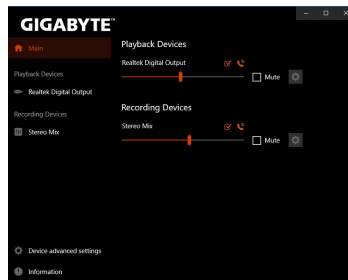 GIGABYTE™
Main
Playback Devices
Realtek Digital Output
Recording Devices
Stereo Mix
Device advanced settings
Information
Playback Devices
Realtek Digital Output
Mute
Recording Devices
Stereo Mix
Mute